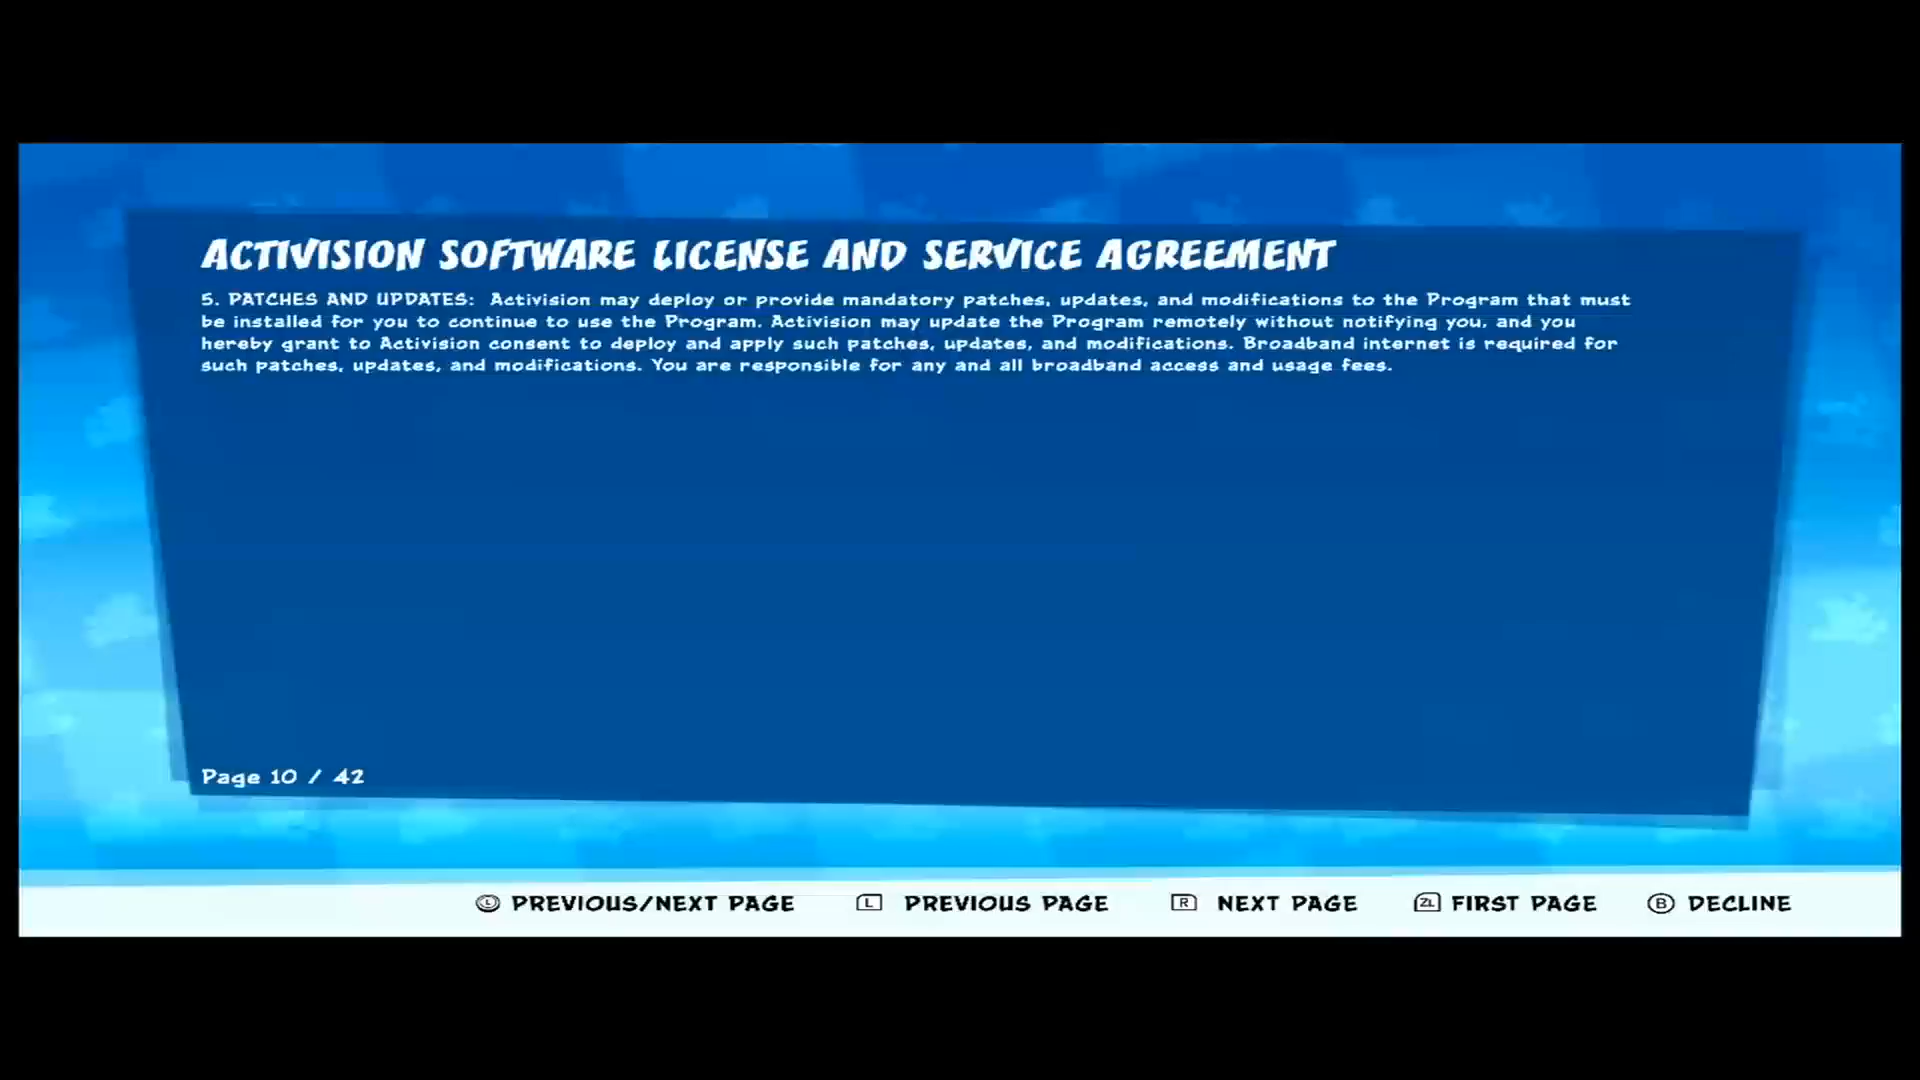 ACTIVISION SOFTWARE LICENSE AND SERVICE AGREEMENT
5. PATCHES AND UPDATES: Activision may deploy or provide mandatory patches, updates, and modifications to the Program that must
be installed for you to continue to use the Program. Activision may update the Program remotely without notifying you, and you
hereby grant to Activision consent to deploy and apply such patches, updates, and modifications. Broadband internet is required for
such patches, updates, and modifications. You are responsible for any and all broadband access and usage fees.
Page 10 / 42
L PREVIOUS/NEXT PAGE L PREVIOUS PAGE R NEXT PAGE ZL FIRST PAGE B DECLINE